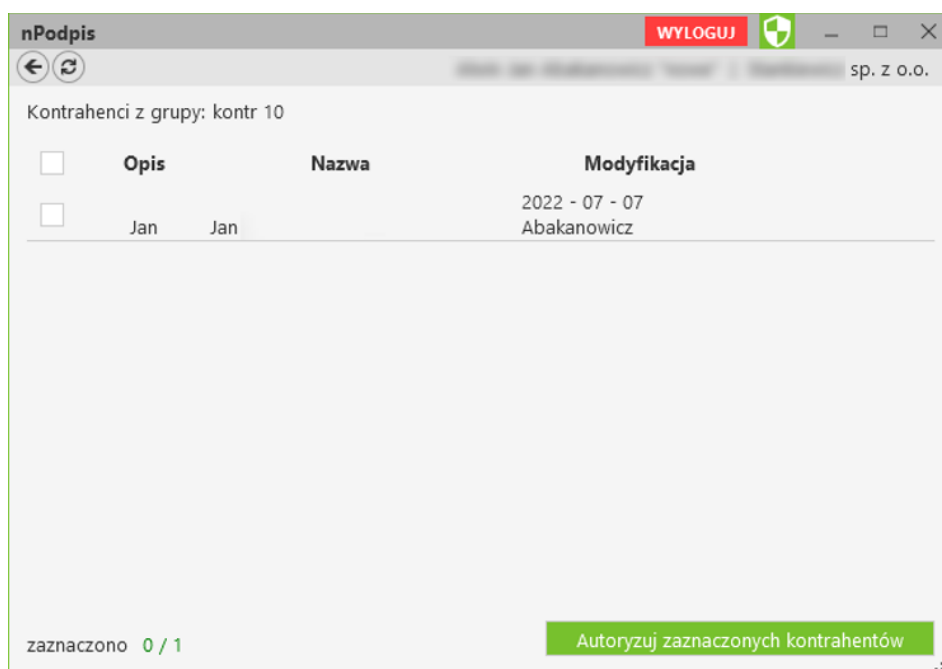 nPodpis WYLOGUJ
sp. z o.o.
Kontrahenci z grupy: kontr 10
Opis Nazwa Modyfikacja
2022 - 07 - 07
Jan Jan Abakanowicz
zaznaczono 0 / 1 Autoryzuj zaznaczonych kontrahentów